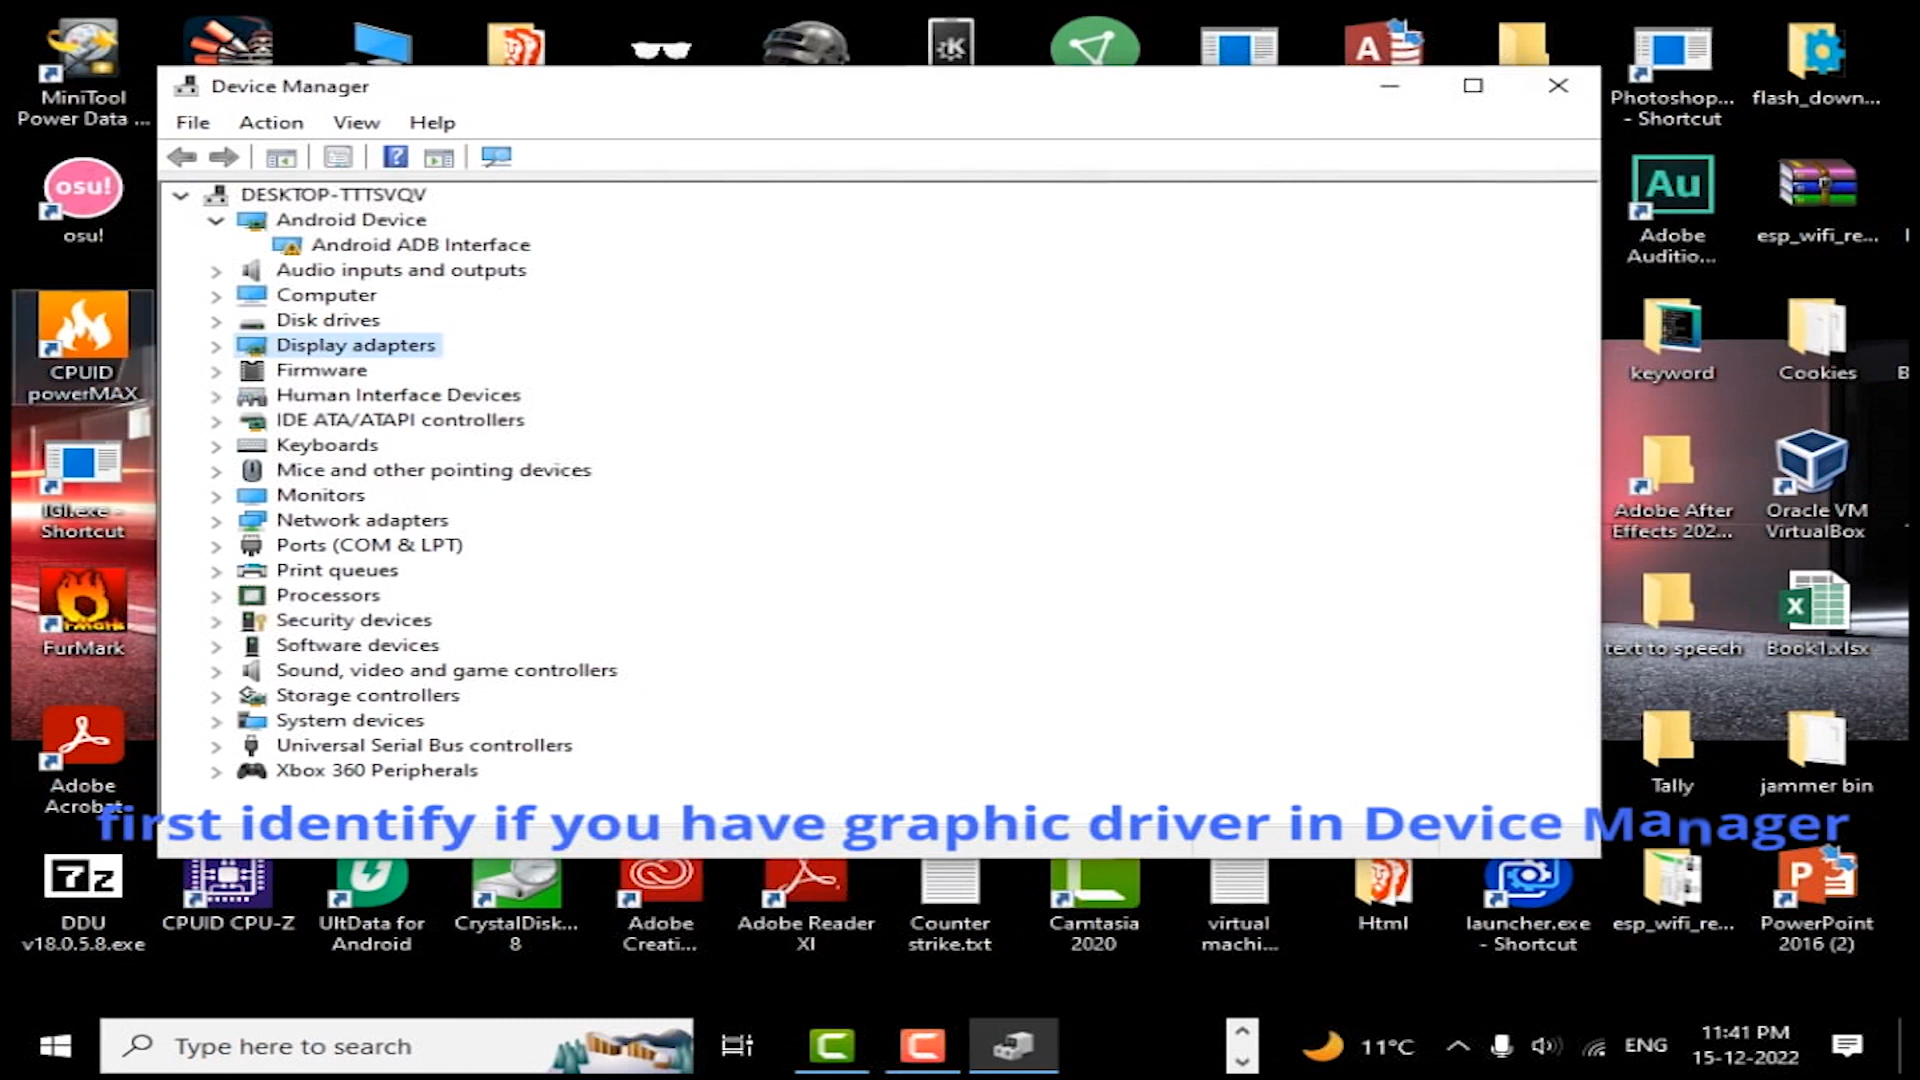 MiniTool
Power Data ...
osu!
osu!
CPUID
powerMAX
IGI.exe -
Shortcut
FurMark
Adobe
Acrobat
Device Manager
File Action View Help
DESKTOP-TTTSVQV
Android Device
Android ADB Interface
Audio inputs and outputs
Computer
Disk drives
Display adapters
Firmware
Human Interface Devices
IDE ATA/ATAPI controllers
Keyboards
Mice and other pointing devices
Monitors
Network adapters
Ports (COM & LPT)
Print queues
Processors
Security devices
Software devices
Sound, video and game controllers
Storage controllers
System devices
Universal Serial Bus controllers
Xbox 360 Peripherals
Photoshop...
- Shortcut
flash_down...
Au
Adobe
Auditio...
esp_wifi_re...
keyword
Cookies
Adobe After
Effects 202...
Oracle VM
VirtualBox
text to speech
Book1.xlsx
Tally
jammer bin
first identify if you have graphic driver in Device Manager
DDU
v18.0.5.8.exe
CPUID CPU-Z
UltData for
Android
CrystalDisk...
8
Adobe
Creati...
Adobe Reader
XI
Counter
strike.txt
Camtasia
2020
virtual
machi...
Html
launcher.exe
- Shortcut
esp_wifi_re...
PowerPoint
2016 (2)
Type here to search
11°C
ENG
11:41 PM
15-12-2022